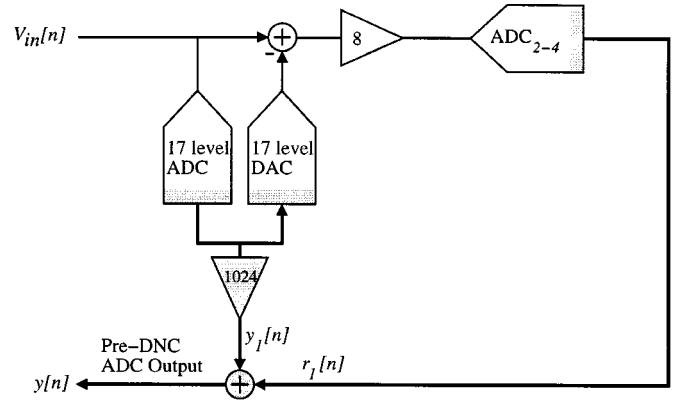 V_in[n]
+
-
8
ADC_2-4
17 level
ADC
17 level
DAC
1024
y_1[n]
Pre-DNC
ADC Output
r_1[n]
y[n]
+